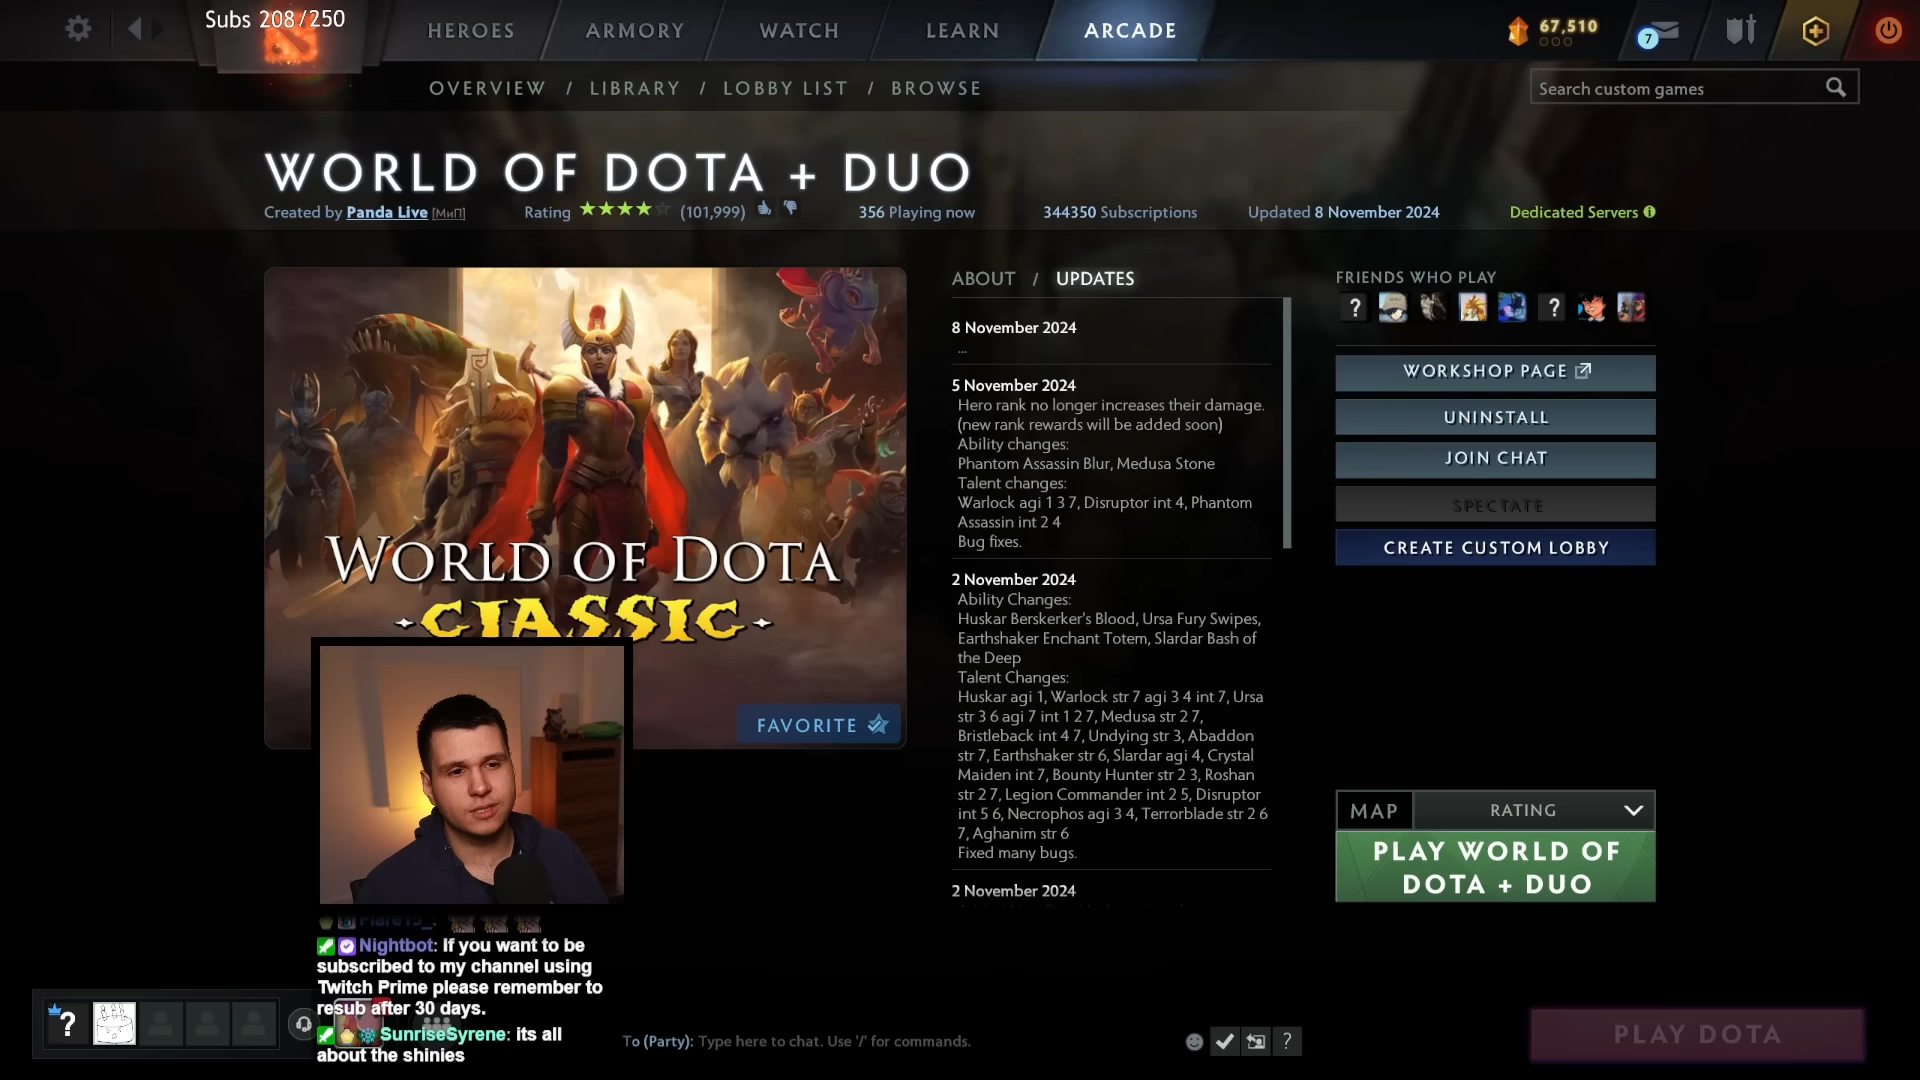 Subs 208/250
HEROES
ARMORY
WATCH
LEARN
ARCADE
67,510
7
OVERVIEW / LIBRARY / LOBBY LIST / BROWSE
Search custom games
WORLD OF DOTA + DUO
Created by Panda Live [МиП]
Rating
(101,999)
356 Playing now
344350 Subscriptions
Updated 8 November 2024
Dedicated Servers
WORLD OF DOTA
CLASSIC
FAVORITE
ABOUT / UPDATES
8 November 2024
...
5 November 2024
Hero rank no longer increases their damage.
(new rank rewards will be added soon)
Ability changes:
Phantom Assassin Blur, Medusa Stone
Talent changes:
Warlock agi 1 3 7, Disruptor int 4, Phantom
Assassin int 2 4
Bug fixes.
2 November 2024
Ability Changes:
Huskar Berskerker's Blood, Ursa Fury Swipes,
Earthshaker Enchant Totem, Slardar Bash of
the Deep
Talent Changes:
Huskar agi 1, Warlock str 7 agi 3 4 int 7, Ursa
str 3 6 agi 7 int 1 2 7, Medusa str 2 7,
Bristleback int 4 7, Undying str 3, Abaddon
str 7, Earthshaker str 6, Slardar agi 4, Crystal
Maiden int 7, Bounty Hunter str 2 3, Roshan
str 2 7, Legion Commander int 2 5, Disruptor
int 5 6, Necrophos agi 3 4, Terrorblade str 2 6
7, Aghanim str 6
Fixed many bugs.
2 November 2024
FRIENDS WHO PLAY
?
?
WORKSHOP PAGE
UNINSTALL
JOIN CHAT
SPECTATE
CREATE CUSTOM LOBBY
MAP
RATING
PLAY WORLD OF
DOTA + DUO
Nightbot: if you want to be
subscribed to my channel using
Twitch Prime please remember to
resub after 30 days.
SunriseSyrene: its all
about the shinies
?
To (Party): Type here to chat. Use '/' for commands.
?
PLAY DOTA